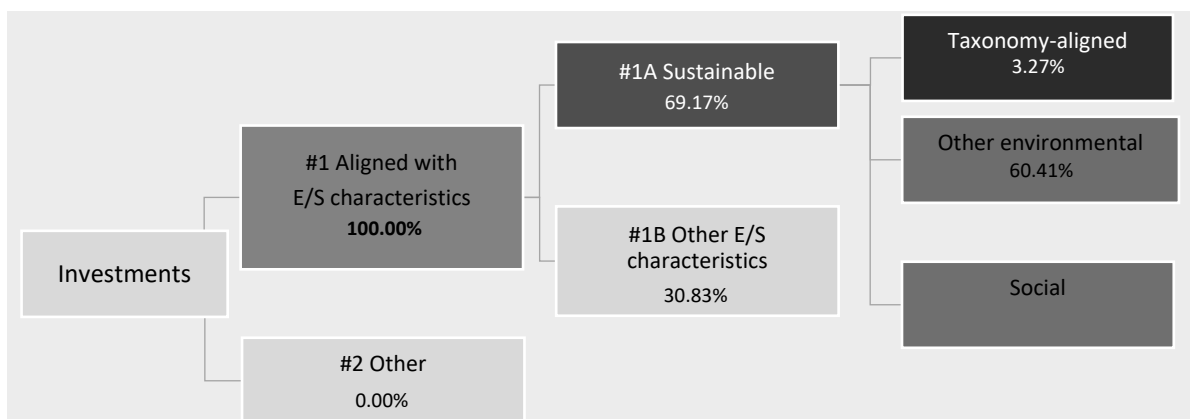 Investments
#1 Aligned with
E/S characteristics
100.00%
#2 Other
0.00%
#1A Sustainable
69.17%
#1B Other E/S
characteristics
30.83%
Taxonomy-aligned
3.27%
Other environmental
60.41%
Social